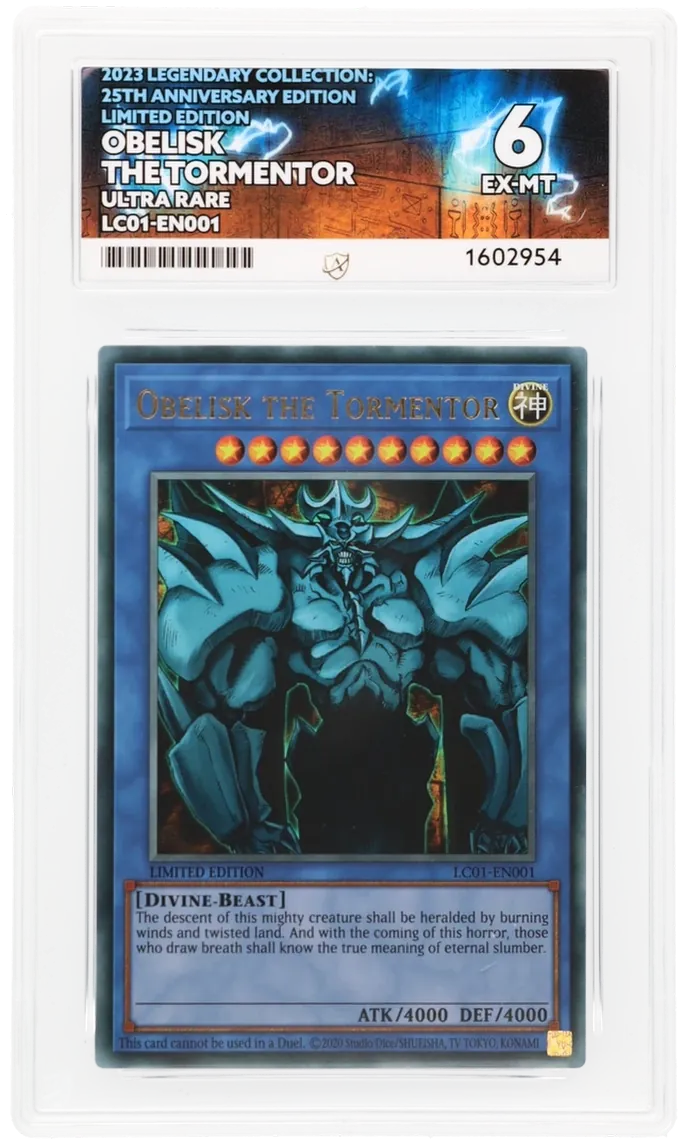 2023 LEGENDARY COLLECTION:
25TH ANNIVERSARY EDITION
LIMITED EDITION
OBELISK
THE TORMENTOR
ULTRA RARE
LC01-EN001
6
EX-MT
1602954
OBELISK THE TORMENTOR
DIVINE
神
LIMITED EDITION
LC01-EN001
[DIVINE-BEAST]
The descent of this mighty creature shall be heralded by burning
winds and twisted land. And with the coming of this horror, those
who draw breath shall know the true meaning of eternal slumber.
ATK/4000 DEF/4000
This card cannot be used in a Duel. ©2020 Studio Dice/SHUEISHA, TV TOKYO, KONAMI